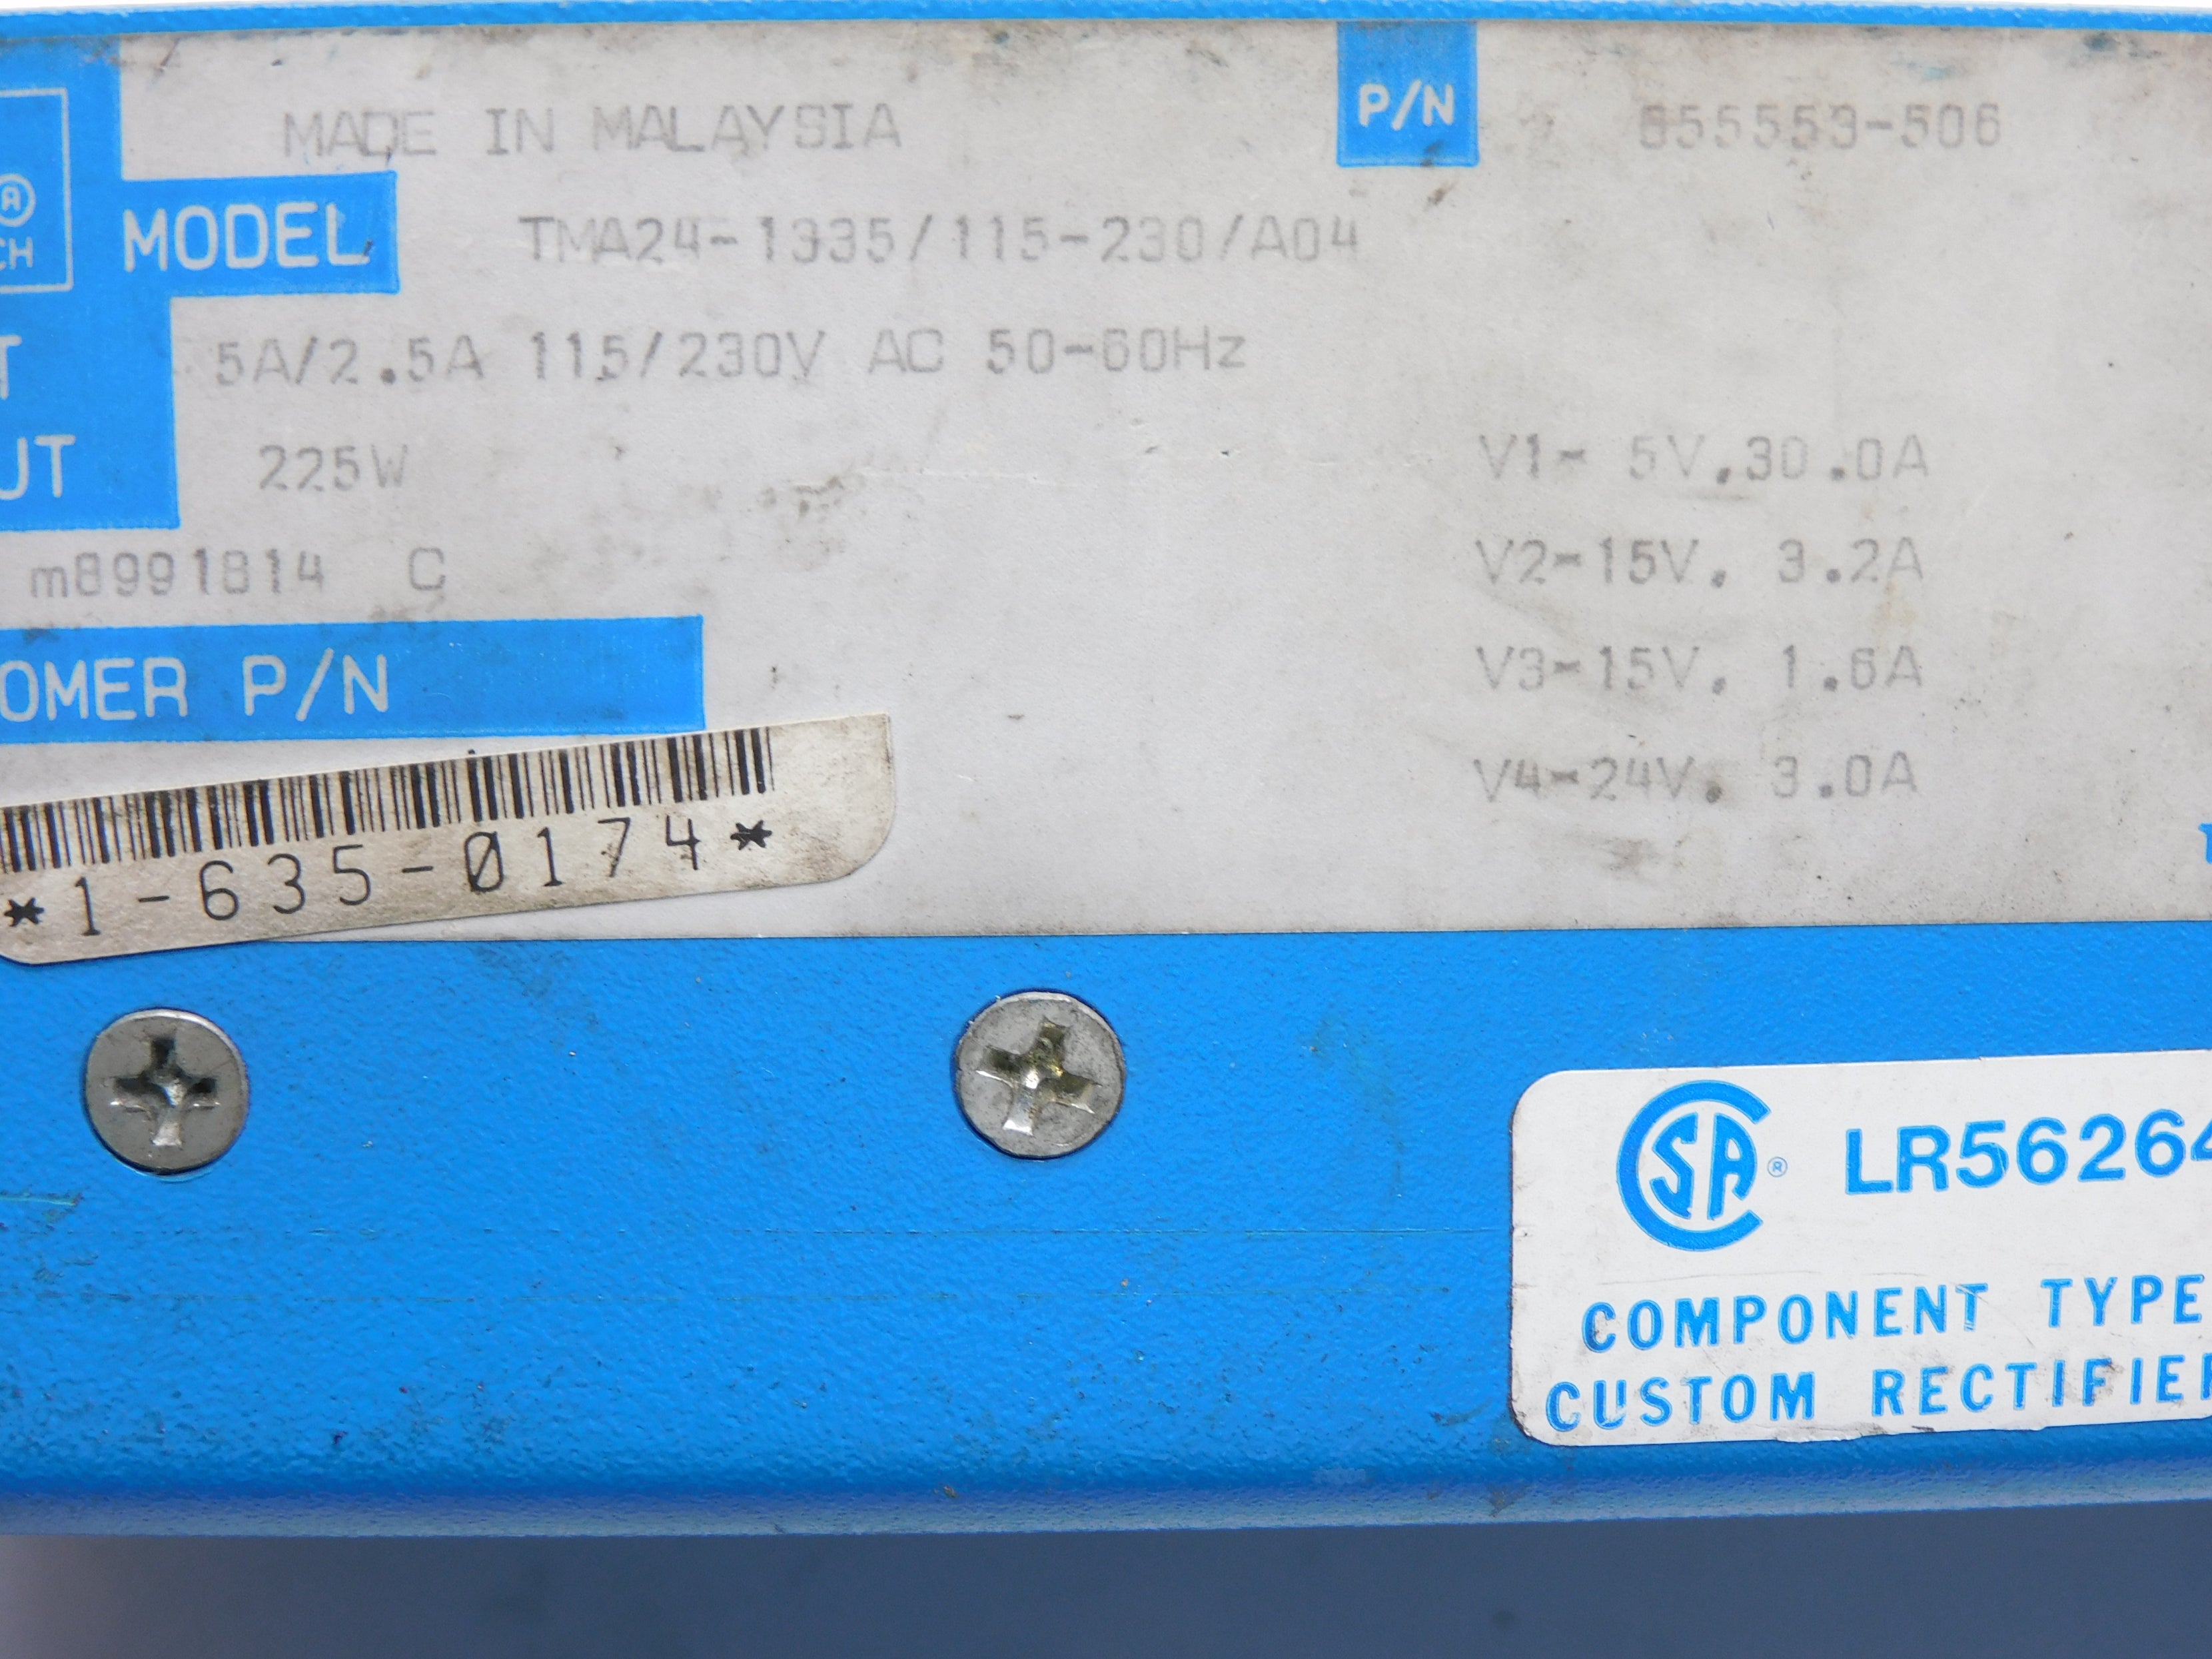 MADE IN MALAYSIA
P/N 655553-506
®
CH
MODEL TMA24-1335/115-230/A04
T 5A/2.5A 115/230V AC 50-60Hz
UT 225W
V1- 5V.30.0A
V2-15V. 3.2A
V3-15V. 1.6A
V4-24V. 3.0A
m8991814 C
OMER P/N
*1-635-0174*
CSA ® LR56264
COMPONENT TYPE
CUSTOM RECTIFIER